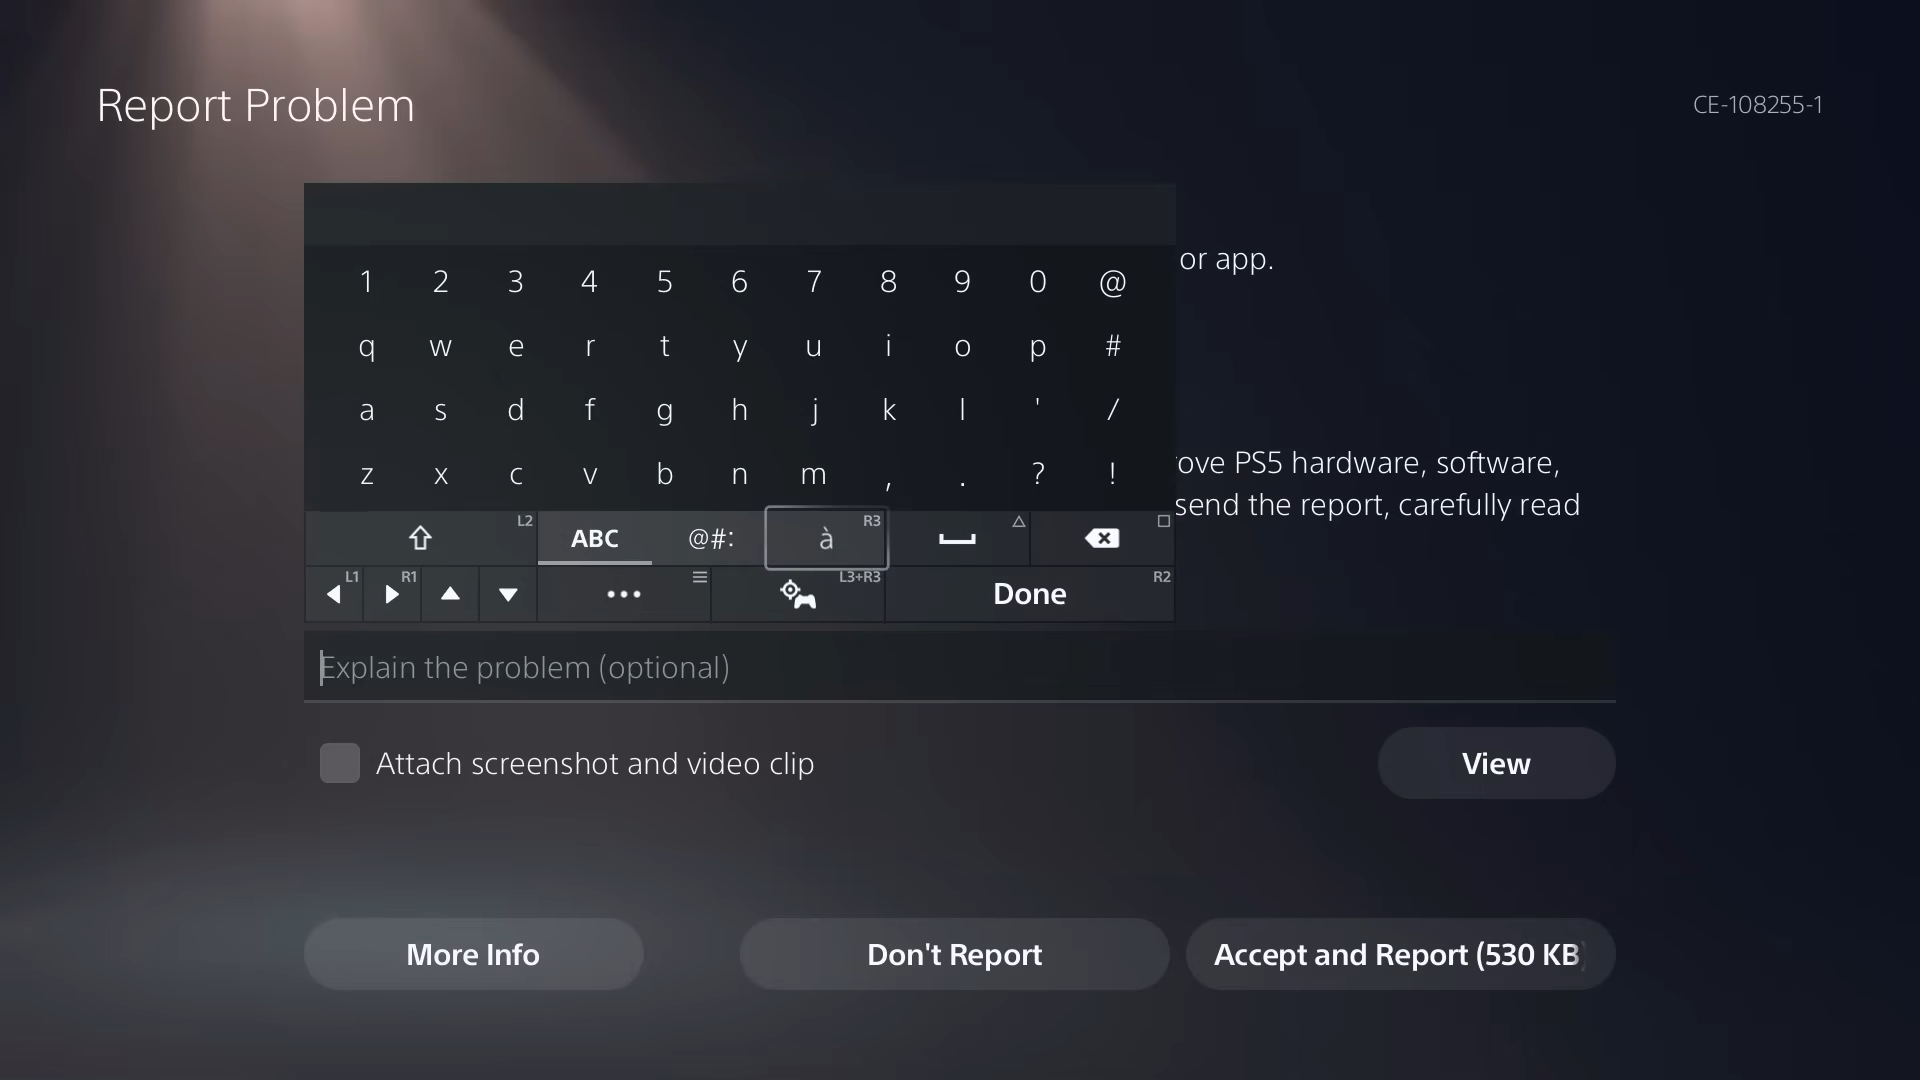 Report Problem
CE-108255-1
or app.
1 2 3 4 5 6 7 8 9 0 @
q w e r t y u i o p #
a s d f g h j k l ' /
ove PS5 hardware, software,
z x c v b n m , . ? !
send the report, carefully read
L2 ABC @#: à R3
L1 R1 L3+R3 Done R2
Explain the problem (optional)
Attach screenshot and video clip
View
More Info
Don't Report
Accept and Report (530 KB